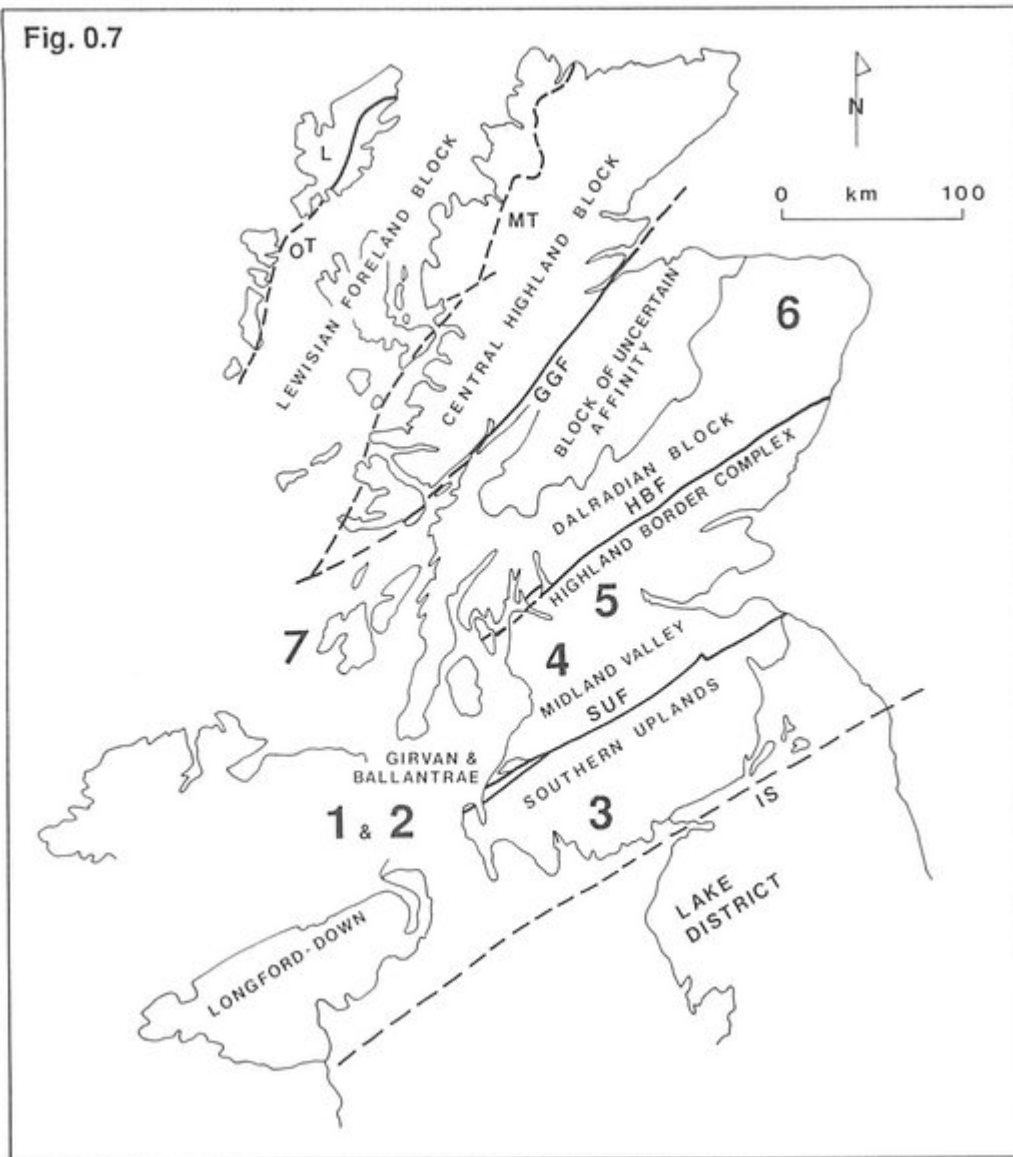 Fig. 0.7
N
0 km 100
L
OT
LEWISIAN FORELAND BLOCK
MT
CENTRAL HIGHLAND BLOCK
GGF
BLOCK OF UNCERTAIN
AFFINITY
6
DALRADIAN BLOCK
HBF
HIGHLAND BORDER COMPLEX
5
7
4
MIDLAND VALLEY
SUF
SOUTHERN UPLANDS
GIRVAN &
BALLANTRAE
1 & 2
3
IS
LAKE
DISTRICT
LONGFORD-DOWN